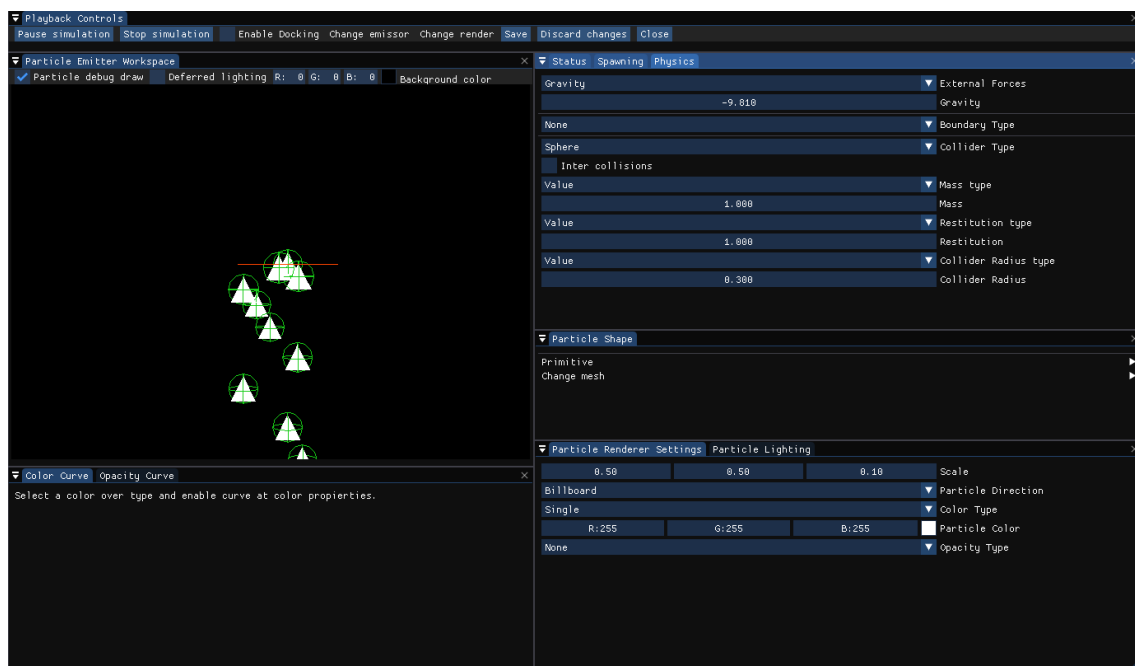 Playback Controls
Pause simulation Stop simulation Enable Docking Change emissor Change render Save Discard changes Close
Particle Emitter Workspace
Particle debug draw Deferred lighting R: 0 G: 0 B: 0 Background color
Status Spawning Physics
Gravity External Forces
-9.810 Gravity
None Boundary Type
Sphere Collider Type
Inter collisions
Value Mass type
1.000 Mass
Value Restitution type
1.000 Restitution
Value Collider Radius type
0.300 Collider Radius
Particle Shape
Primitive
Change mesh
Color Curve Opacity Curve
Select a color over type and enable curve at color propierties.
Particle Renderer Settings Particle Lighting
0.50 0.50 0.10 Scale
Billboard Particle Direction
Single Color Type
R:255 G:255 B:255 Particle Color
None Opacity Type